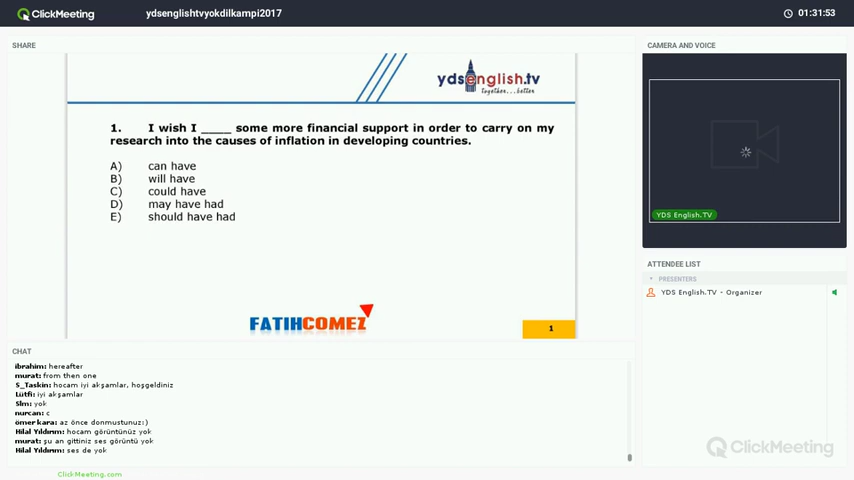 ClickMeeting
ydsenglishtvyokdilkampi2017
01:31:53
SHARE
ydsenglish.tv
together...better
1. I wish I ____ some more financial support in order to carry on my
research into the causes of inflation in developing countries.
A) can have
B) will have
C) could have
D) may have had
E) should have had
FATIHCOMEZ
1
CHAT
ibrahim: hereafter
murat: from then one
S_Taskin: hocam iyi akşamlar, hoşgeldiniz
Lütfi: iyi akşamlar
Slm: yok
nurcan: c
ömer kara: az önce donmustunuz;)
Hilal Yıldırım: hocam görüntünüz yok
murat: şu an gittiniz ses görüntü yok
Hilal Yıldırım: ses de yok
ClickMeeting.com
CAMERA AND VOICE
YDS English.TV
ATTENDEE LIST
PRESENTERS
YDS English.TV - Organizer
ClickMeeting